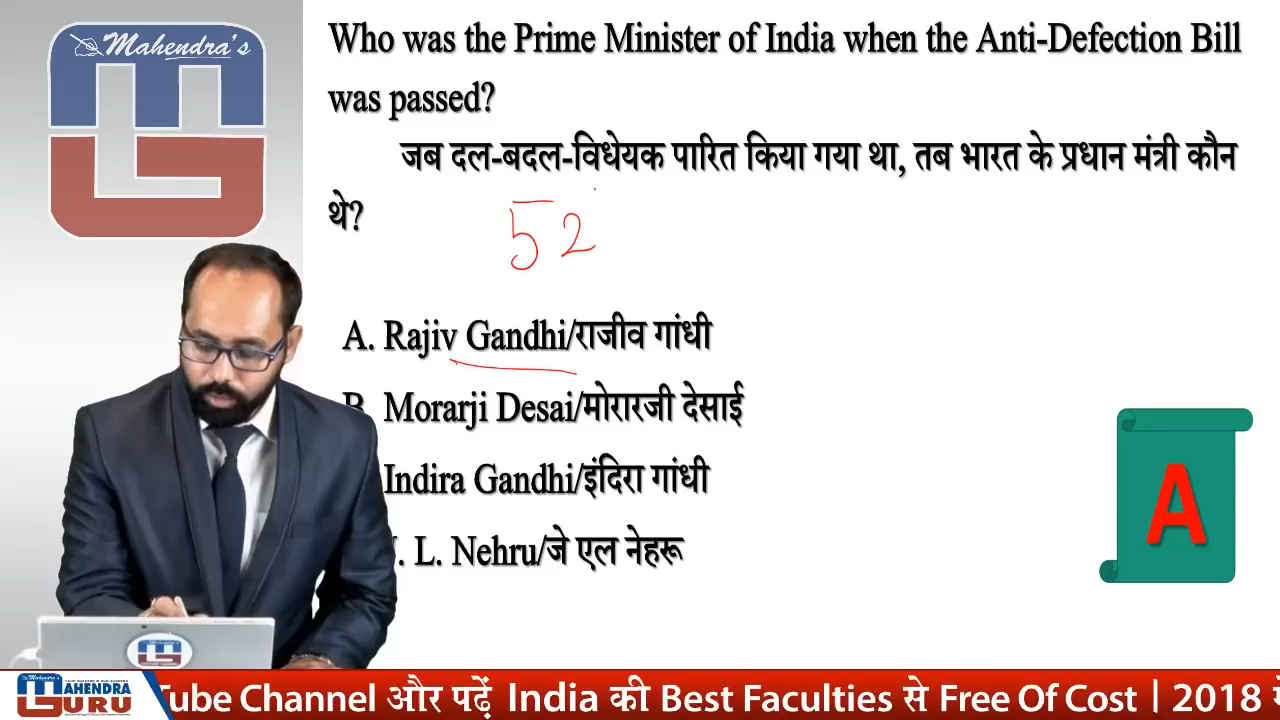 Mahendra's
Who was the Prime Minister of India when the Anti-Defection Bill
was passed?
जब दल-बदल-विधेयक पारित किया गया था, तब भारत के प्रधान मंत्री कौन
थे?
52
A. Rajiv Gandhi/राजीव गांधी
B. Morarji Desai/मोरारजी देसाई
Indira Gandhi/इंदिरा गांधी
. L. Nehru/जे एल नेहरू
A
MAHENDRA
GURU
Tube Channel और पढ़ें India की Best Faculties से Free Of Cost | 2018